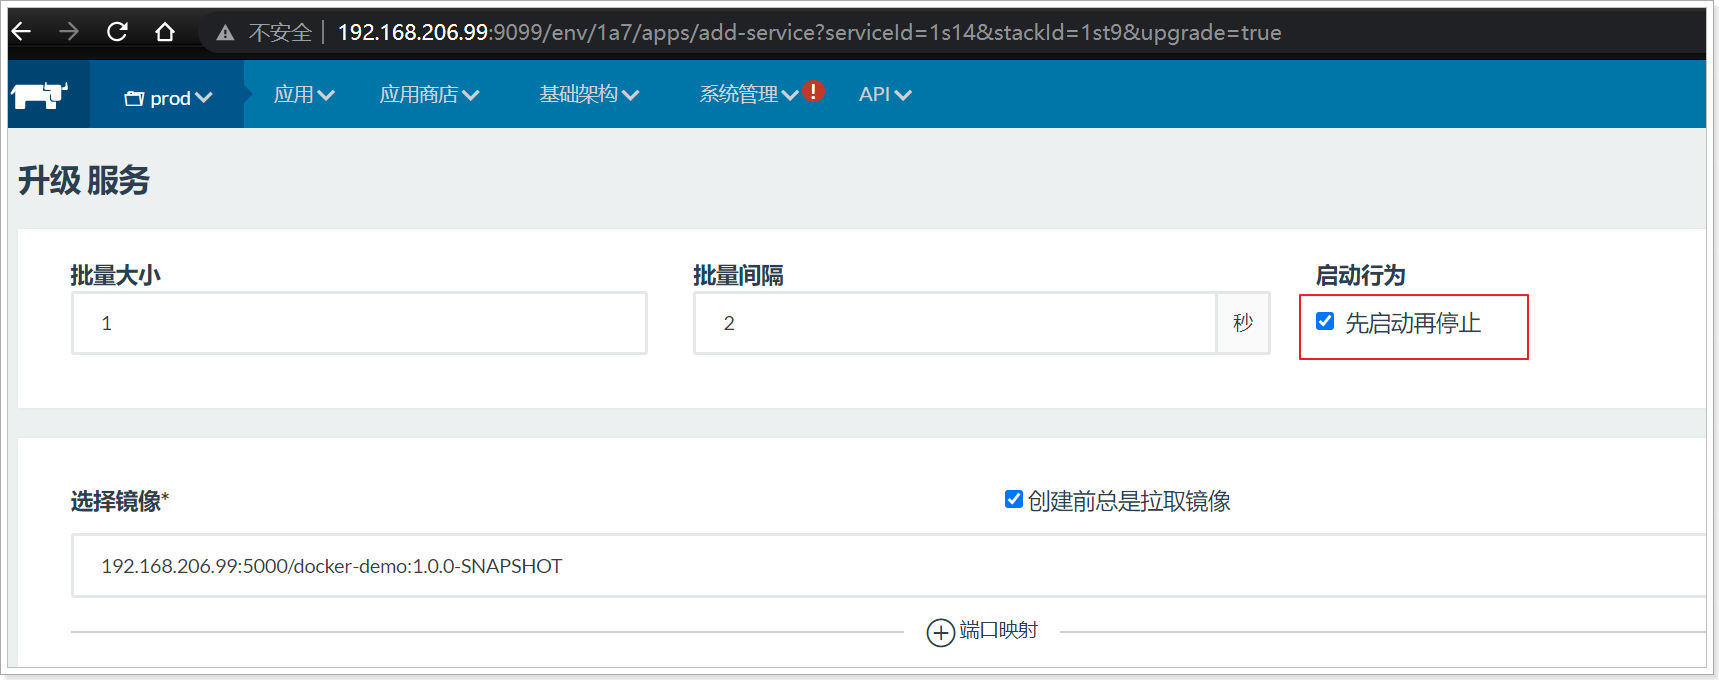 不安全 | 192.168.206.99:9099/env/1a7/apps/add-service?serviceId=1s14&stackId=1st9&upgrade=true
prod 应用 应用商店 基础架构 系统管理 ! API
升级 服务
批量大小 批量间隔 启动行为
1 2 秒 先启动再停止
选择镜像* 创建前总是拉取镜像
192.168.206.99:5000/docker-demo:1.0.0-SNAPSHOT
端口映射